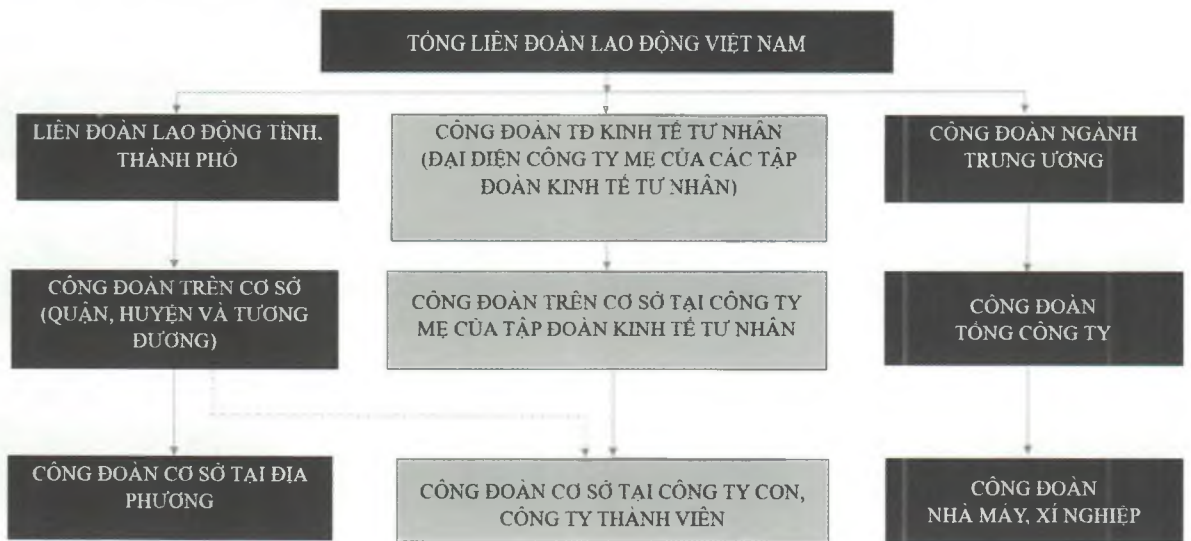 TỔNG LIÊN ĐOÀN LAO ĐỘNG VIỆT NAM
LIÊN ĐOÀN LAO ĐỘNG TỈNH,
THÀNH PHỐ
CÔNG ĐOÀN TĐ KINH TẾ TƯ NHÂN
(ĐẠI DIỆN CÔNG TY MẸ CỦA CÁC TẬP
ĐOÀN KINH TẾ TƯ NHÂN)
CÔNG ĐOÀN NGÀNH
TRUNG ƯƠNG
CÔNG ĐOÀN TRÊN CƠ SỞ
(QUẬN, HUYỆN VÀ TƯƠNG
ĐƯƠNG)
CÔNG ĐOÀN TRÊN CƠ SỞ TẠI CÔNG TY
MẸ CỦA TẬP ĐOÀN KINH TẾ TƯ NHÂN
CÔNG ĐOÀN
TỔNG CÔNG TY
CÔNG ĐOÀN CƠ SỞ TẠI ĐỊA
PHƯƠNG
CÔNG ĐOÀN CƠ SỞ TẠI CÔNG TY CON,
CÔNG TY THÀNH VIÊN
CÔNG ĐOÀN
NHÀ MÁY, XÍ NGHIỆP